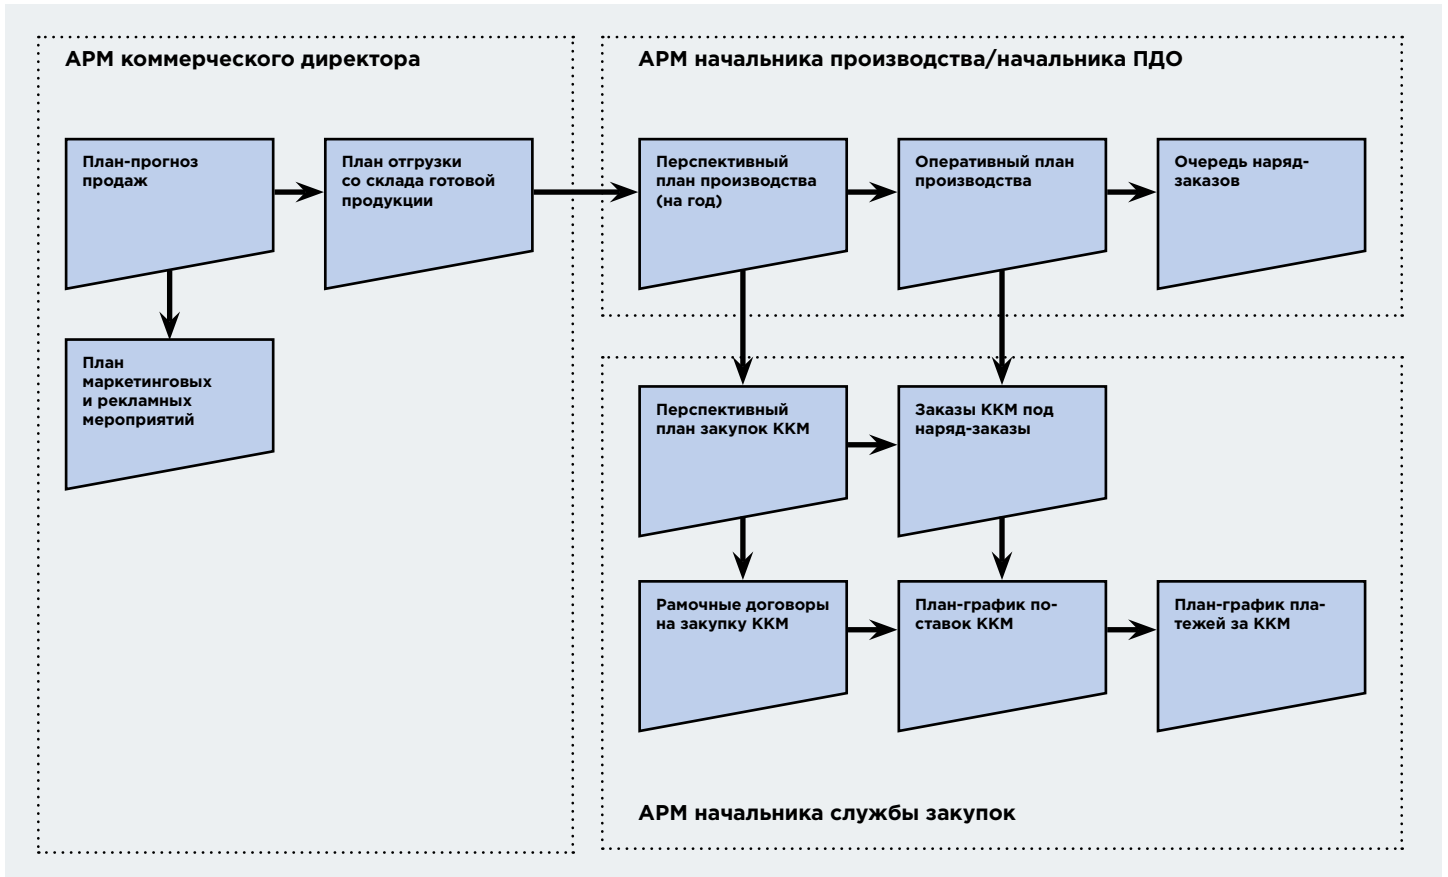 АРМ коммерческого директора
План-прогноз
продаж
План отгрузки
со склада готовой
продукции
План
маркетинговых
и рекламных
мероприятий
АРМ начальника производства/начальника ПДО
Перспективный
план производства
(на год)
Оперативный план
производства
Очередь наряд-
заказов
Перспективный
план закупок ККМ
Заказы ККМ под
наряд-заказы
Рамочные договоры
на закупку ККМ
План-график по-
ставок ККМ
План-график пла-
тежей за ККМ
АРМ начальника службы закупок